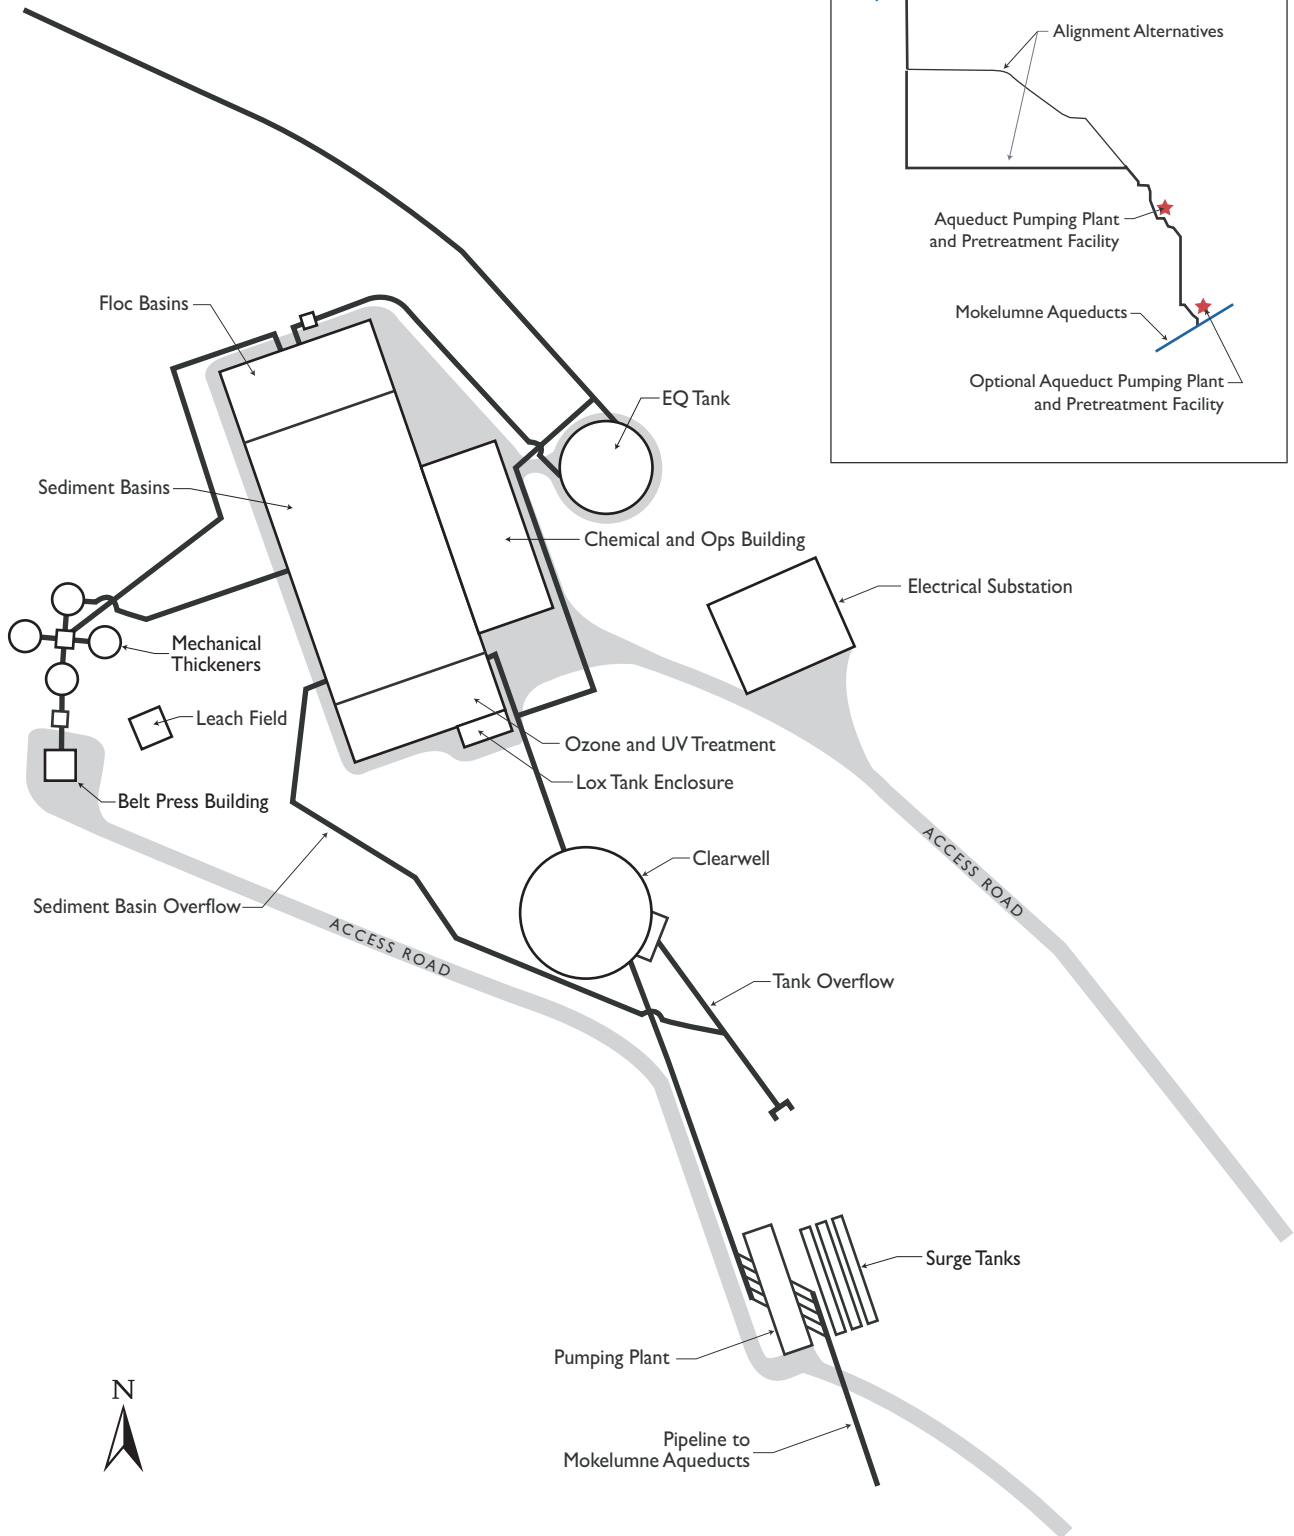 Alignment Alternatives
Aqueduct Pumping Plant
and Pretreatment Facility
Mokelumne Aqueducts
Optional Aqueduct Pumping Plant
and Pretreatment Facility
Floc Basins
EQ Tank
Sediment Basins
Chemical and Ops Building
Electrical Substation
Mechanical
Thickeners
Leach Field
Ozone and UV Treatment
Lox Tank Enclosure
Belt Press Building
Clearwell
Sediment Basin Overflow
ACCESS ROAD
ACCESS ROAD
Tank Overflow
Surge Tanks
Pumping Plant
N
Pipeline to
Mokelumne Aqueducts